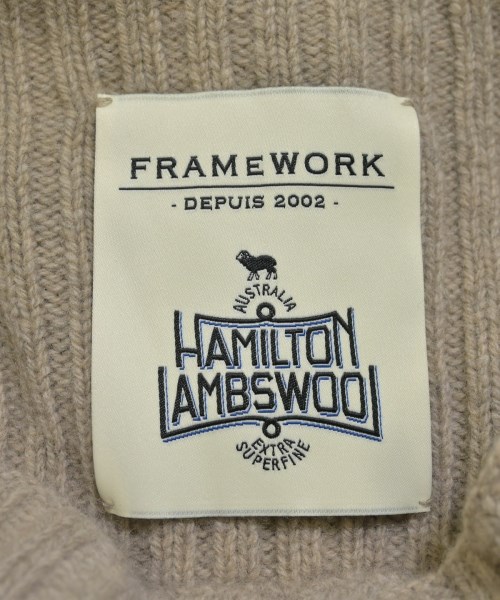 FRAMeWORK
- DEPUIS 2002 -
AUSTRALIA
HAMILTON
LAMBSWOOL
EXTRA
SUPERFINE